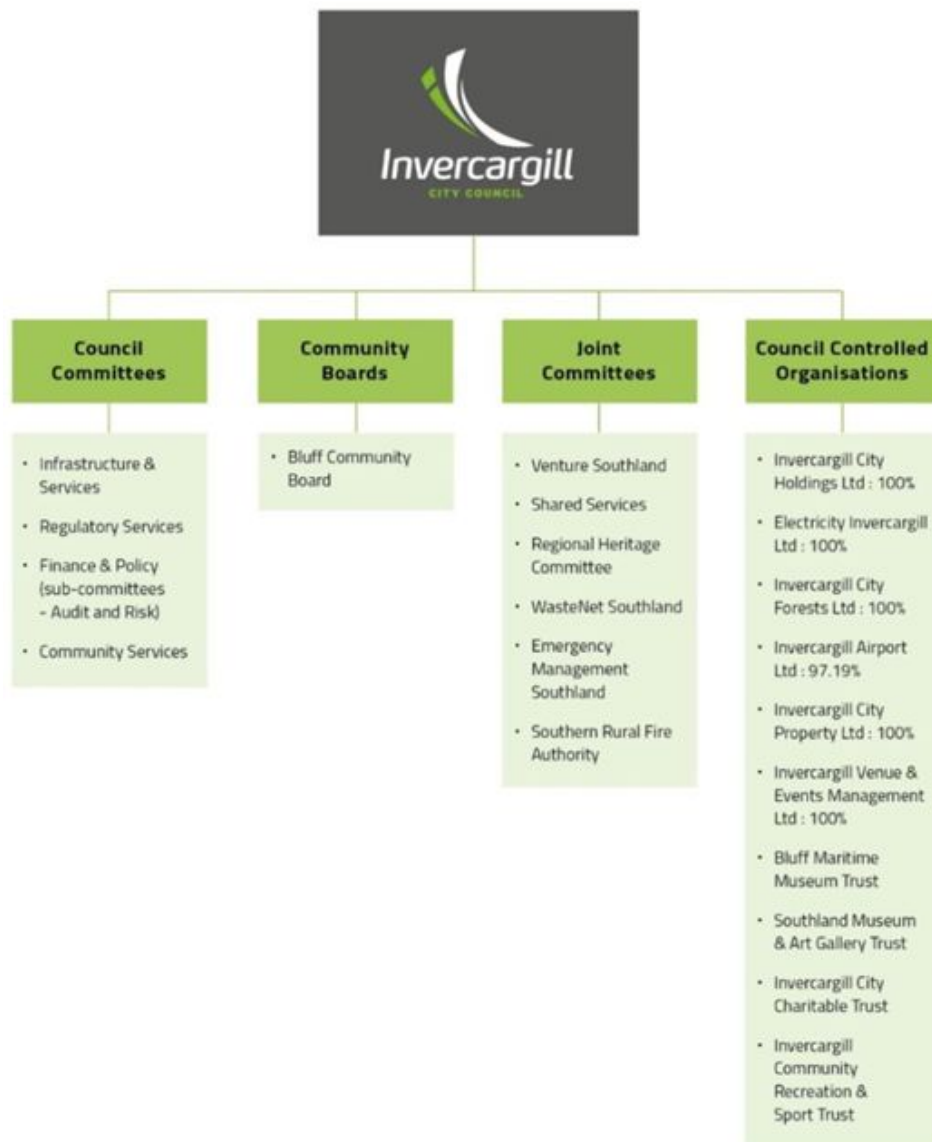 Invercargill
CITY COUNCIL
Council
Committees
• Infrastructure &
Services
• Regulatory Services
• Finance & Policy
(sub-committees
- Audit and Risk)
• Community Services
Community
Boards
• Bluff Community
Board
Joint
Committees
• Venture Southland
• Shared Services
• Regional Heritage
Committee
• WasteNet Southland
• Emergency
Management
Southland
• Southern Rural Fire
Authority
Council Controlled
Organisations
• Invercargill City
Holdings Ltd : 100%
• Electricity Invercargill
Ltd : 100%
• Invercargill City
Forests Ltd : 100%
• Invercargill Airport
Ltd : 97.19%
• Invercargill City
Property Ltd : 100%
• Invercargill Venue &
Events Management
Ltd : 100%
• Bluff Maritime
Museum Trust
• Southland Museum
& Art Gallery Trust
• Invercargill City
Charitable Trust
• Invercargill
Community
Recreation &
Sport Trust